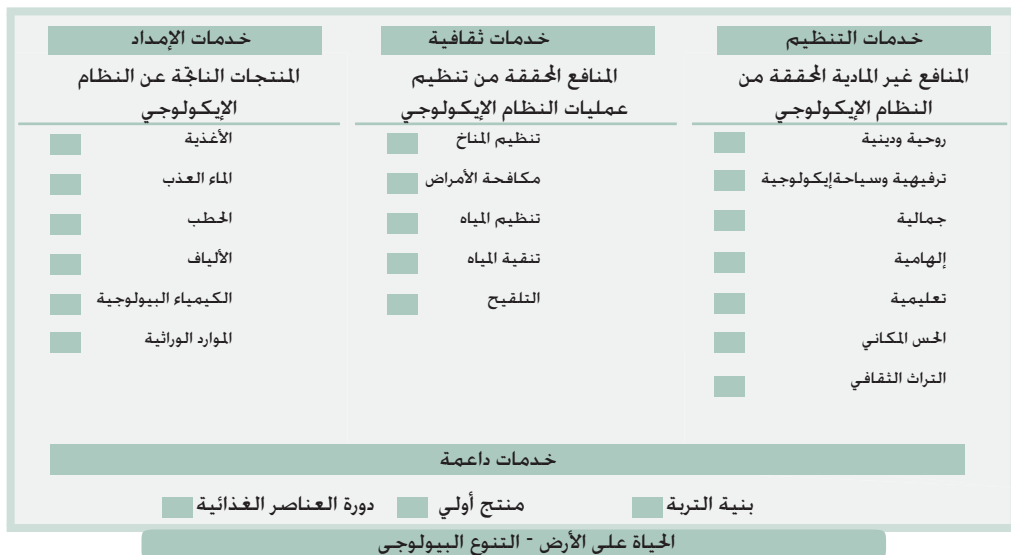 خدمات التنظيم
المنافع غير المادية المحققة من
النظام الإيكولوجي
روحية ودينية
ترفيهية وسياحةإيكولوجية
جمالية
إلهامية
تعليمية
الحس المكاني
التراث الثقافي
خدمات ثقافية
المنافع المحققة من تنظيم
عمليات النظام الإيكولوجي
تنظيم المناخ
مكافحة الأمراض
تنظيم المياه
تنقية المياه
التلقيح
خدمات الإمداد
المنتجات الناتجة عن النظام
الإيكولوجي
الأغذية
الماء العذب
الحطب
الألياف
الكيمياء البيولوجية
الموارد الوراثية
خدمات داعمة
بنية التربة منتج أولي دورة العناصر الغذائية
الحياة على الأرض - التنوع البيولوجي